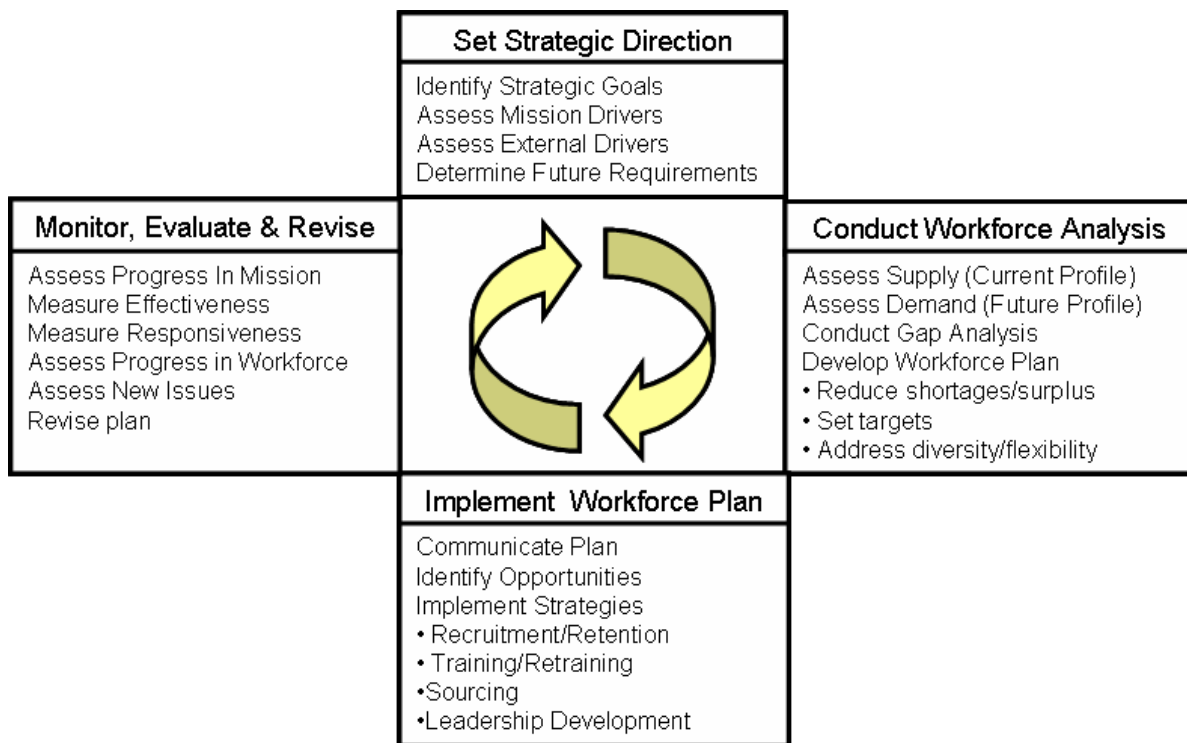 Set Strategic Direction
Identify Strategic Goals
Assess Mission Drivers
Assess External Drivers
Determine Future Requirements
Monitor, Evaluate & Revise
Assess Progress In Mission
Measure Effectiveness
Measure Responsiveness
Assess Progress in Workforce
Assess New Issues
Revise plan
Conduct Workforce Analysis
Assess Supply (Current Profile)
Assess Demand (Future Profile)
Conduct Gap Analysis
Develop Workforce Plan
• Reduce shortages/surplus
• Set targets
• Address diversity/flexibility
Implement Workforce Plan
Communicate Plan
Identify Opportunities
Implement Strategies
• Recruitment/Retention
• Training/Retraining
•Sourcing
•Leadership Development